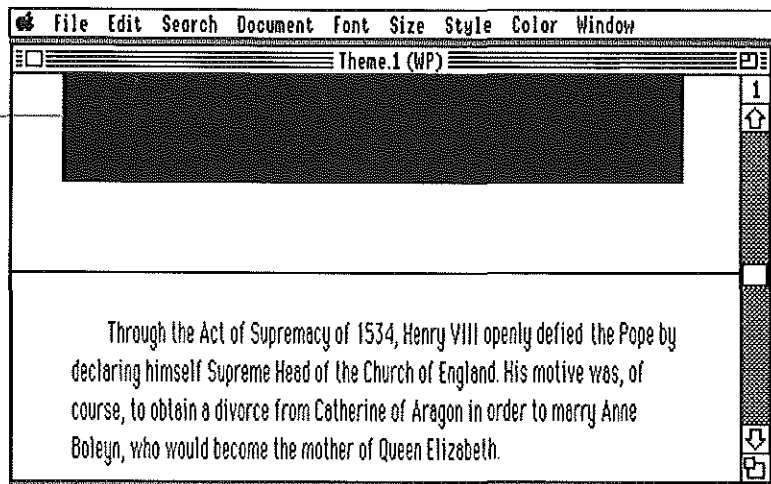 File Edit Search Document Font Size Style Color Window
Theme.1 (WP)
1
Through the Act of Supremacy of 1534, Henry VIII openly defied the Pope by
declaring himself Supreme Head of the Church of England. His motive was, of
course, to obtain a divorce from Catherine of Aragon in order to marry Anne
Boleyn, who would become the mother of Queen Elizabeth.